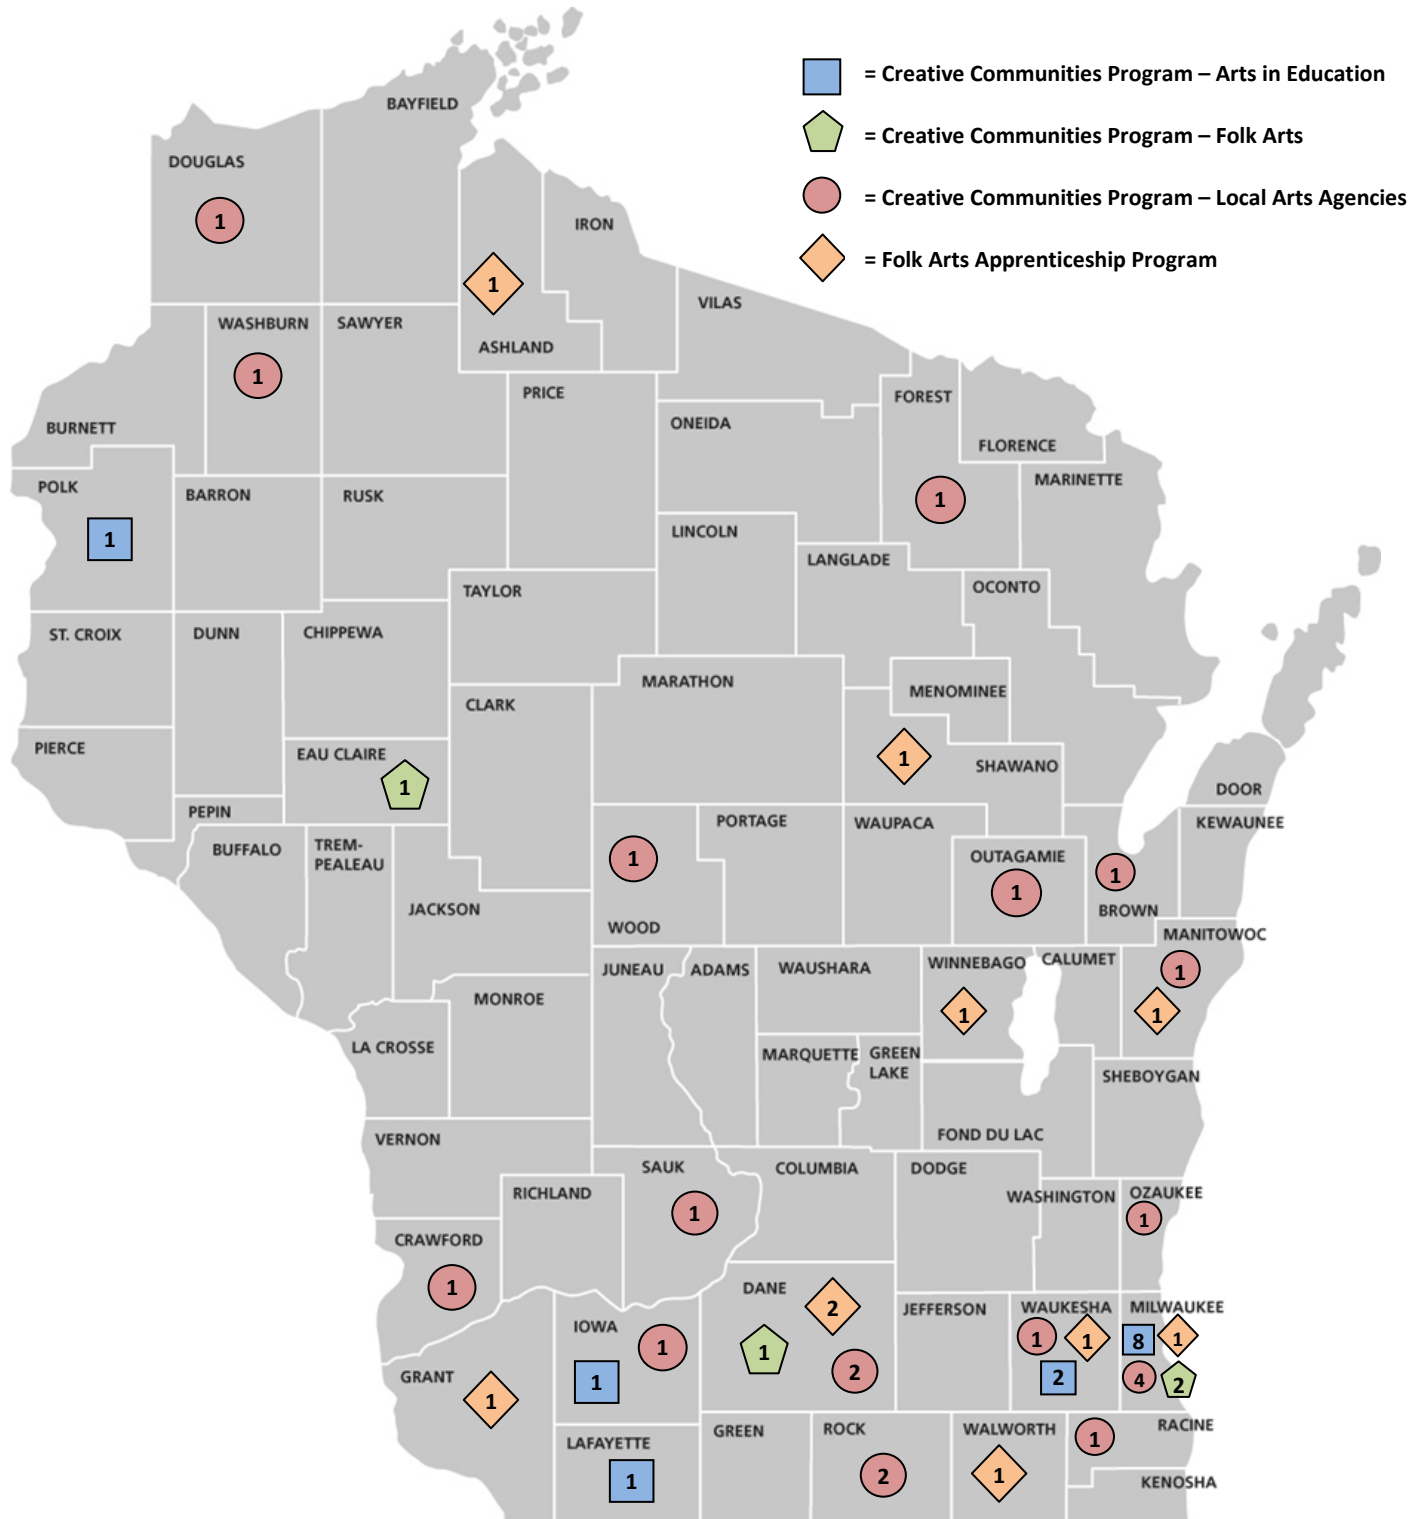 = Creative Communities Program – Arts in Education
= Creative Communities Program – Folk Arts
= Creative Communities Program – Local Arts Agencies
= Folk Arts Apprenticeship Program
BAYFIELD
DOUGLAS
1
IRON
1
ASHLAND
VILAS
WASHBURN
1
SAWYER
PRICE
FOREST
1
ONEIDA
BURNETT
FLORENCE
MARINETTE
POLK
1
BARRON
RUSK
LINCOLN
LANGLADE
OCONTO
TAYLOR
ST. CROIX
DUNN
CHIPPEWA
MARATHON
MENOMINEE
CLARK
PIERCE
EAU CLAIRE
1
1
SHAWANO
DOOR
PEPIN
KEWAUNEE
BUFFALO
TREM-
PEALEAU
PORTAGE
WAUPACA
1
WOOD
OUTAGAMIE
1
1
BROWN
JACKSON
MANITOWOC
1
1
JUNEAU
ADAMS
WAUSHARA
WINNEBAGO
1
CALUMET
MONROE
LA CROSSE
MARQUETTE
GREEN
LAKE
SHEBOYGAN
FOND DU LAC
VERNON
SAUK
1
COLUMBIA
DODGE
RICHLAND
WASHINGTON
OZAUKEE
1
CRAWFORD
1
DANE
2
1
2
JEFFERSON
WAUKESHA
1
1
2
MILWAUKEE
8
1
4
2
IOWA
1
1
GRANT
1
LAFAYETTE
1
GREEN
ROCK
2
WALWORTH
1
RACINE
1
KENOSHA